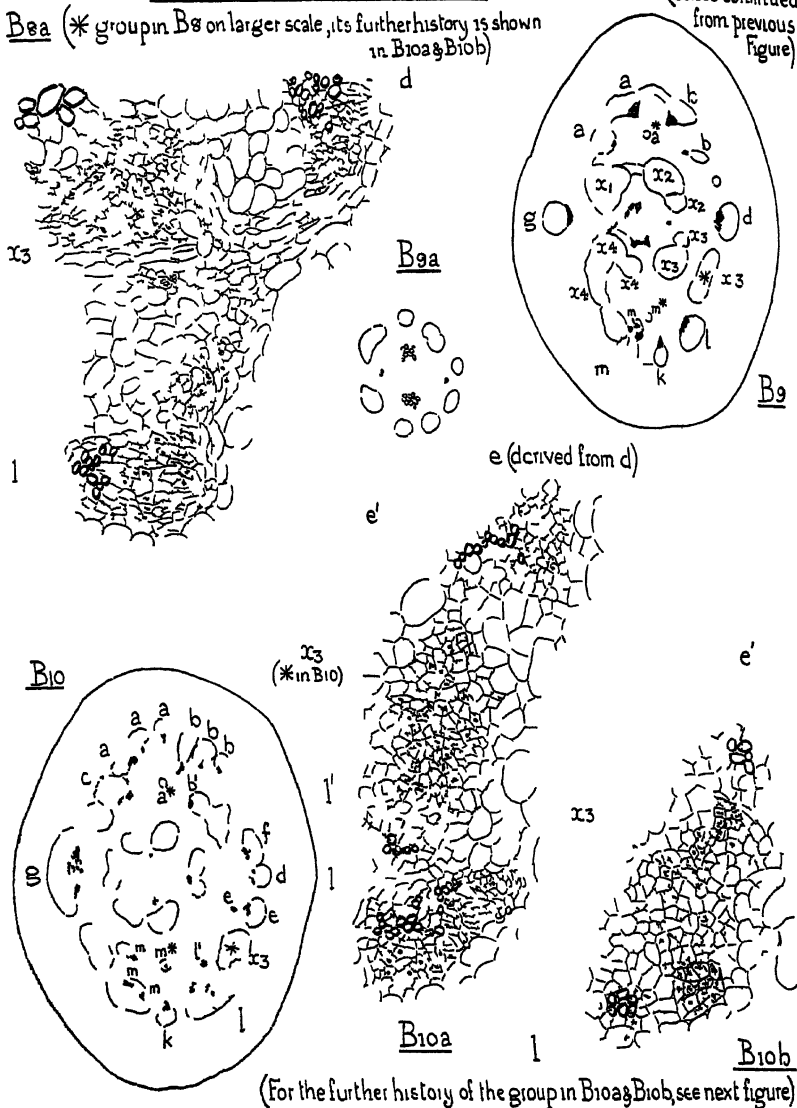 continued
from previous
Figure)
B8a (* group in B8 on larger scale, its further history is shown
in B10a & B10b)
d
x3
l
B9a
a
k
a
a*
b
x1
x2
x2
g
d
x4
x3
x3
x4
x4
*
x3
m
m*
l
m
k
B9
e (derived from d)
e'
x3
(* in B10)
l'
l
B10a
l
e'
x3
B10b
B10
a
a
b
b
b
a
c
a*
b
f
g
d
e
e
m
m*
l'
*
x3
m
m
l
a
k
(For the further history of the group in B10a & B10b, see next figure)